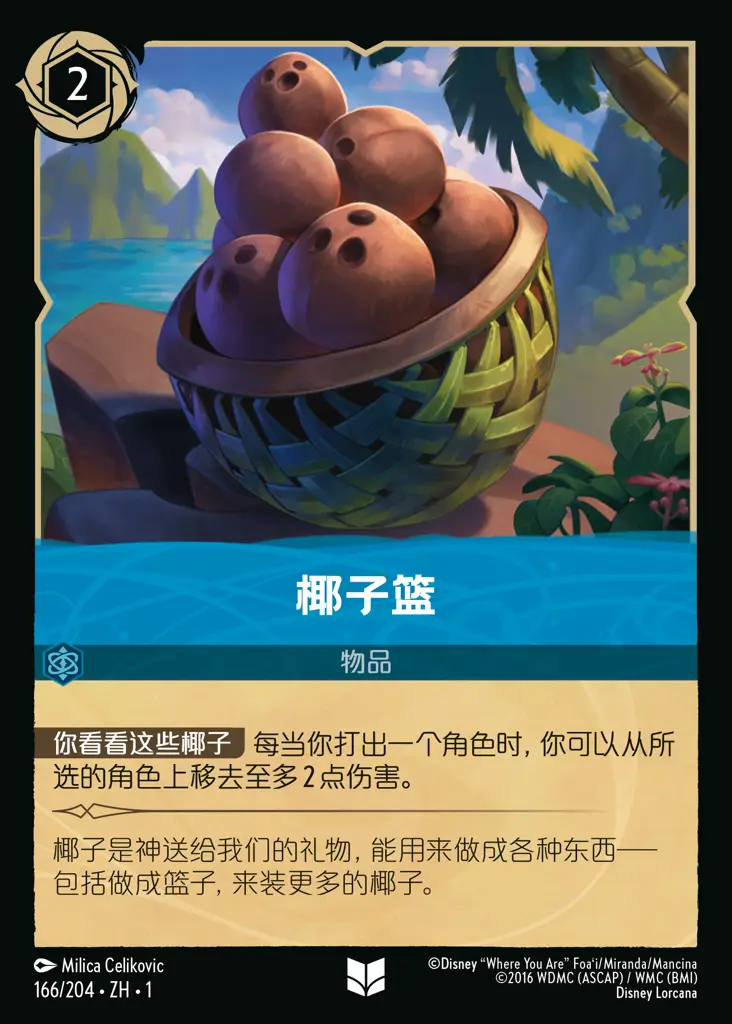 2
椰子篮
物品
你看看这些椰子 每当你打出一个角色时, 你可以从所
选的角色上移去至多2点伤害。
椰子是神送给我们的礼物, 能用来做成各种东西——
包括做成篮子, 来装更多的椰子。
Milica Celikovic
166/204 • ZH • 1
©Disney “Where You Are” Foa‘i/Miranda/Mancina
©2016 WDMC (ASCAP) / WMC (BMI)
Disney Lorcana